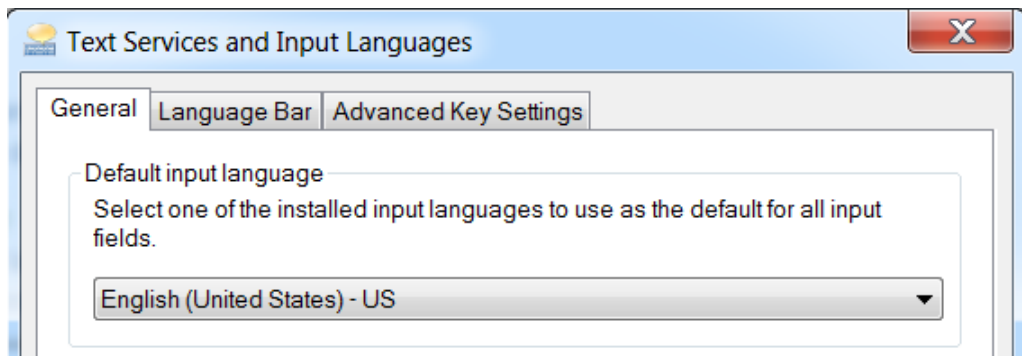 Text Services and Input Languages
General
Language Bar
Advanced Key Settings
Default input language
Select one of the installed input languages to use as the default for all input
fields.
English (United States) - US